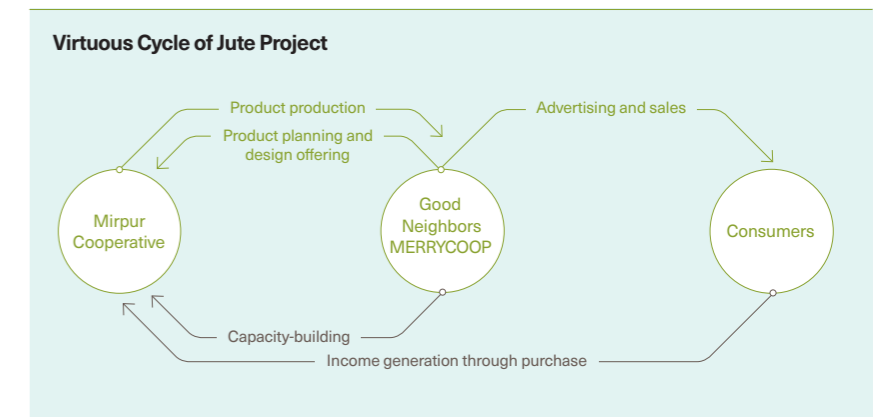 Virtuous Cycle of Jute Project
Product production
Advertising and sales
Product planning and
design offering
Mirpur
Cooperative
Good
Neighbors
MERRYCOOP
Consumers
Capacity-building
Income generation through purchase